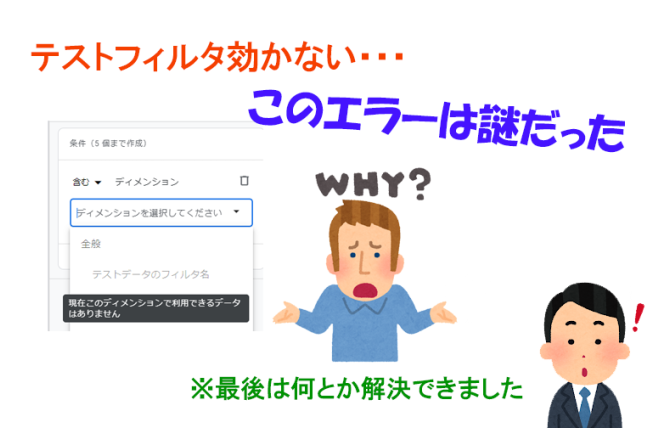 テストフィルタ効かない・・・
このエラーは謎だった
条件（5 個まで作成）
含む ディメンション
ディメンションを選択してください
全般
テストデータのフィルタ名
現在このディメンションで利用できるデータ
はありません
WHY?
!
※最後は何とか解決できました